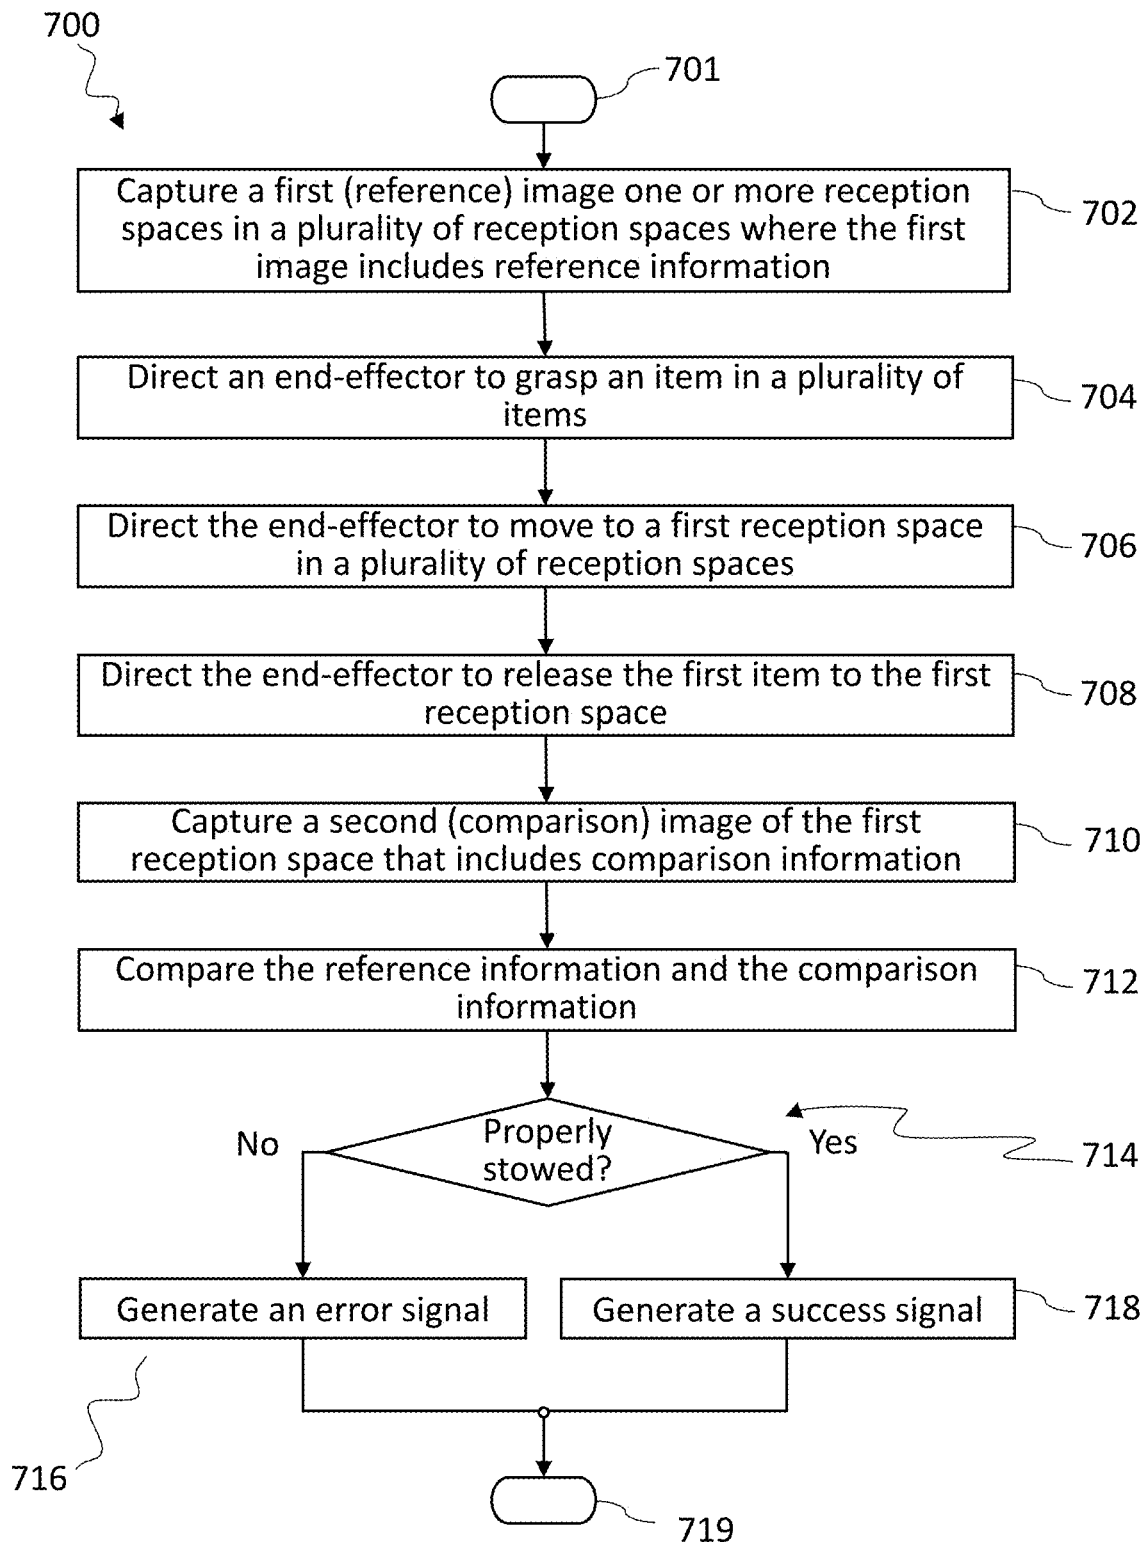 700
701
Capture a first (reference) image one or more reception
spaces in a plurality of reception spaces where the first
image includes reference information
702
Direct an end-effector to grasp an item in a plurality of
items
704
Direct the end-effector to move to a first reception space
in a plurality of reception spaces
706
Direct the end-effector to release the first item to the first
reception space
708
Capture a second (comparison) image of the first
reception space that includes comparison information
710
Compare the reference information and the comparison
information
712
No
Properly
stowed?
Yes
714
Generate an error signal
Generate a success signal
718
716
719